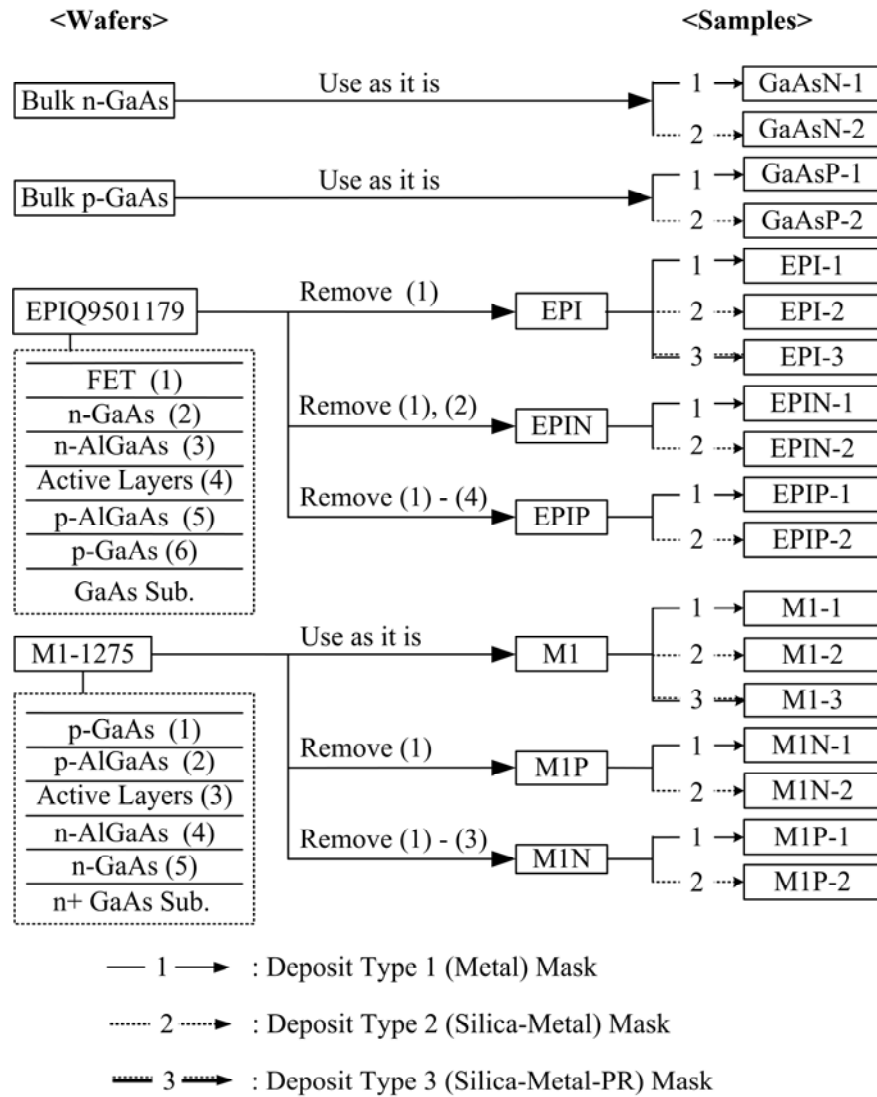 <Wafers>
<Samples>
Bulk n-GaAs
Use as it is
1
GaAsN-1
2
GaAsN-2
Bulk p-GaAs
Use as it is
1
GaAsP-1
2
GaAsP-2
EPIQ9501179
Remove (1)
EPI
1
EPI-1
2
EPI-2
3
EPI-3
FET (1)
n-GaAs (2)
n-AlGaAs (3)
Active Layers (4)
p-AlGaAs (5)
p-GaAs (6)
GaAs Sub.
Remove (1), (2)
EPIN
1
EPIN-1
2
EPIN-2
Remove (1) - (4)
EPIP
1
EPIP-1
2
EPIP-2
M1-1275
Use as it is
M1
1
M1-1
2
M1-2
3
M1-3
p-GaAs (1)
p-AlGaAs (2)
Active Layers (3)
n-AlGaAs (4)
n-GaAs (5)
n+ GaAs Sub.
Remove (1)
M1P
1
M1N-1
2
M1N-2
Remove (1) - (3)
M1N
1
M1P-1
2
M1P-2
1 : Deposit Type 1 (Metal) Mask
2 : Deposit Type 2 (Silica-Metal) Mask
3 : Deposit Type 3 (Silica-Metal-PR) Mask